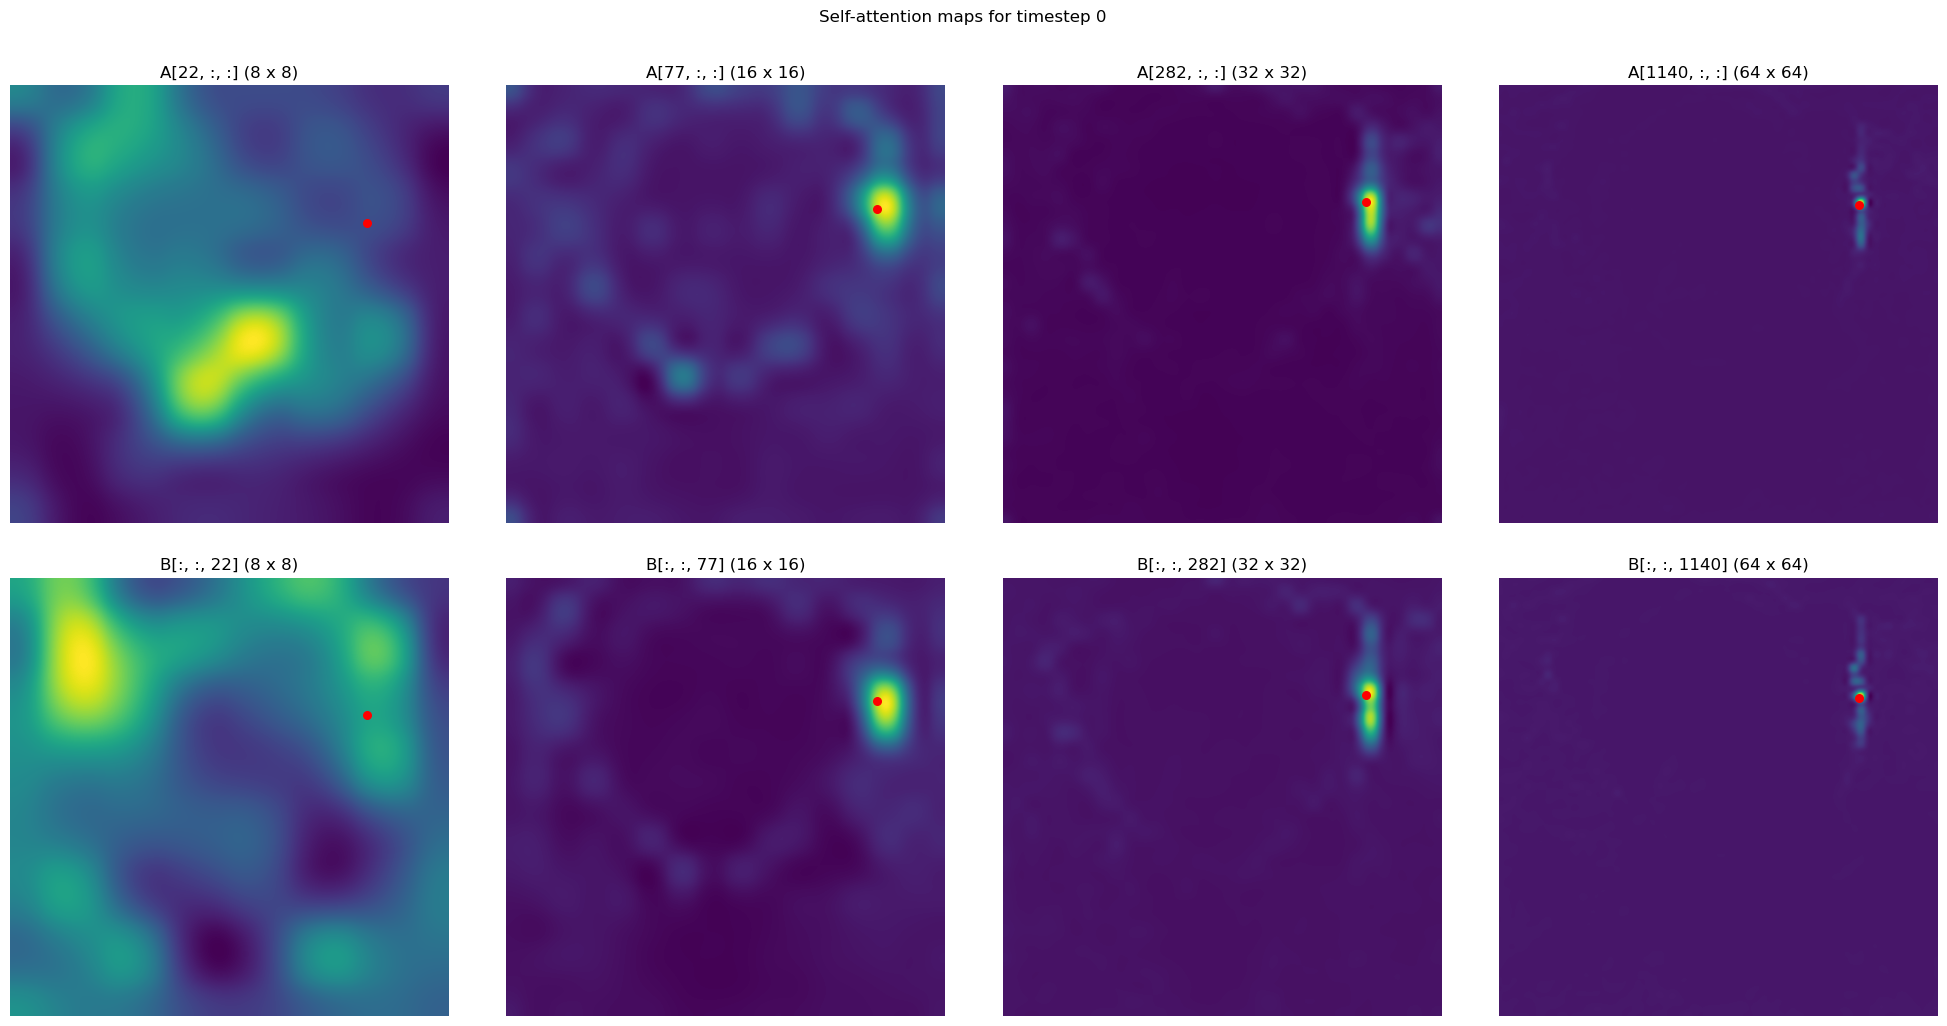 Self-attention maps for timestep 0
A[22, :, :] (8 x 8)
A[77, :, :] (16 x 16)
A[282, :, :] (32 x 32)
A[1140, :, :] (64 x 64)
B[:, :, 22] (8 x 8)
B[:, :, 77] (16 x 16)
B[:, :, 282] (32 x 32)
B[:, :, 1140] (64 x 64)